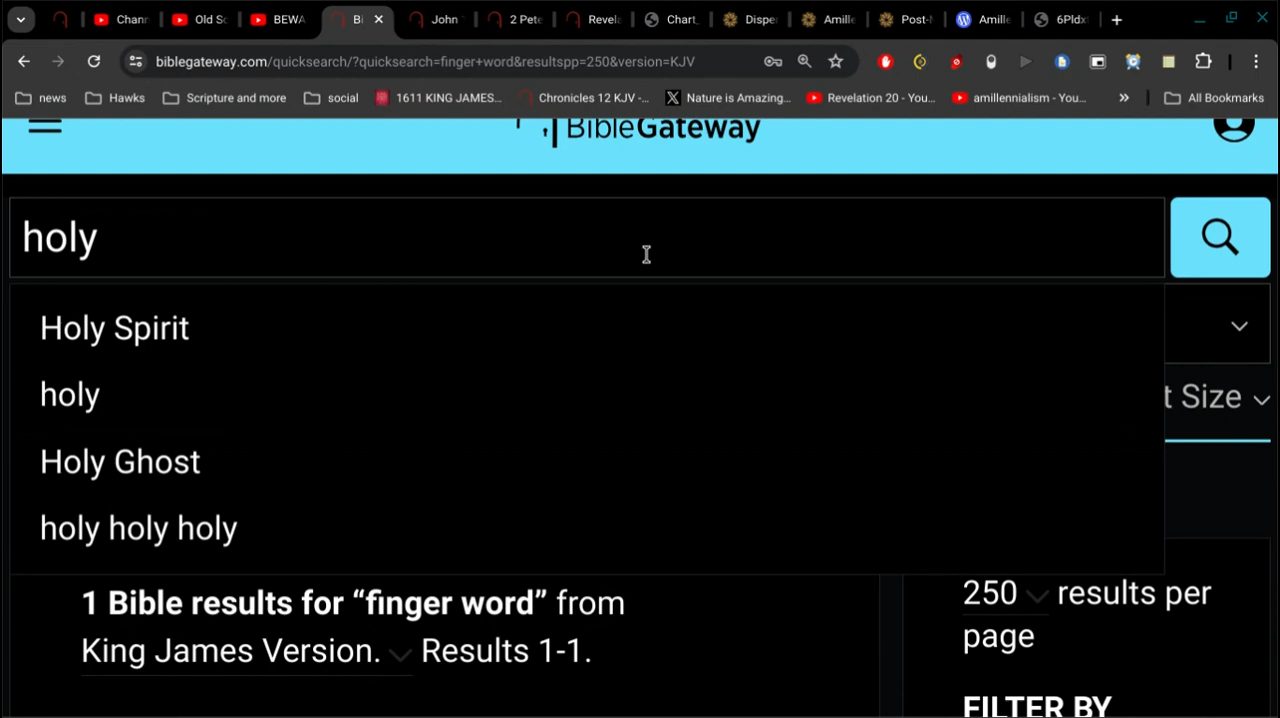 Chann
Old Sc
BEWA
Bi
John
2 Pete
Revela
Chart_
Disper
Amille
Post-M
Amille
6Pldx
biblegateway.com/quicksearch/?quicksearch=finger+word&resultspp=250&version=KJV
news
Hawks
Scripture and more
social
1611 KING JAMES...
Chronicles 12 KJV -...
Nature is Amazing...
Revelation 20 - You...
amillennialism - You...
»
All Bookmarks
BibleGateway
holy
Holy Spirit
holy
t Size
Holy Ghost
holy holy holy
1 Bible results for “finger word” from
King James Version. Results 1-1.
250 results per
page
FILTER BY